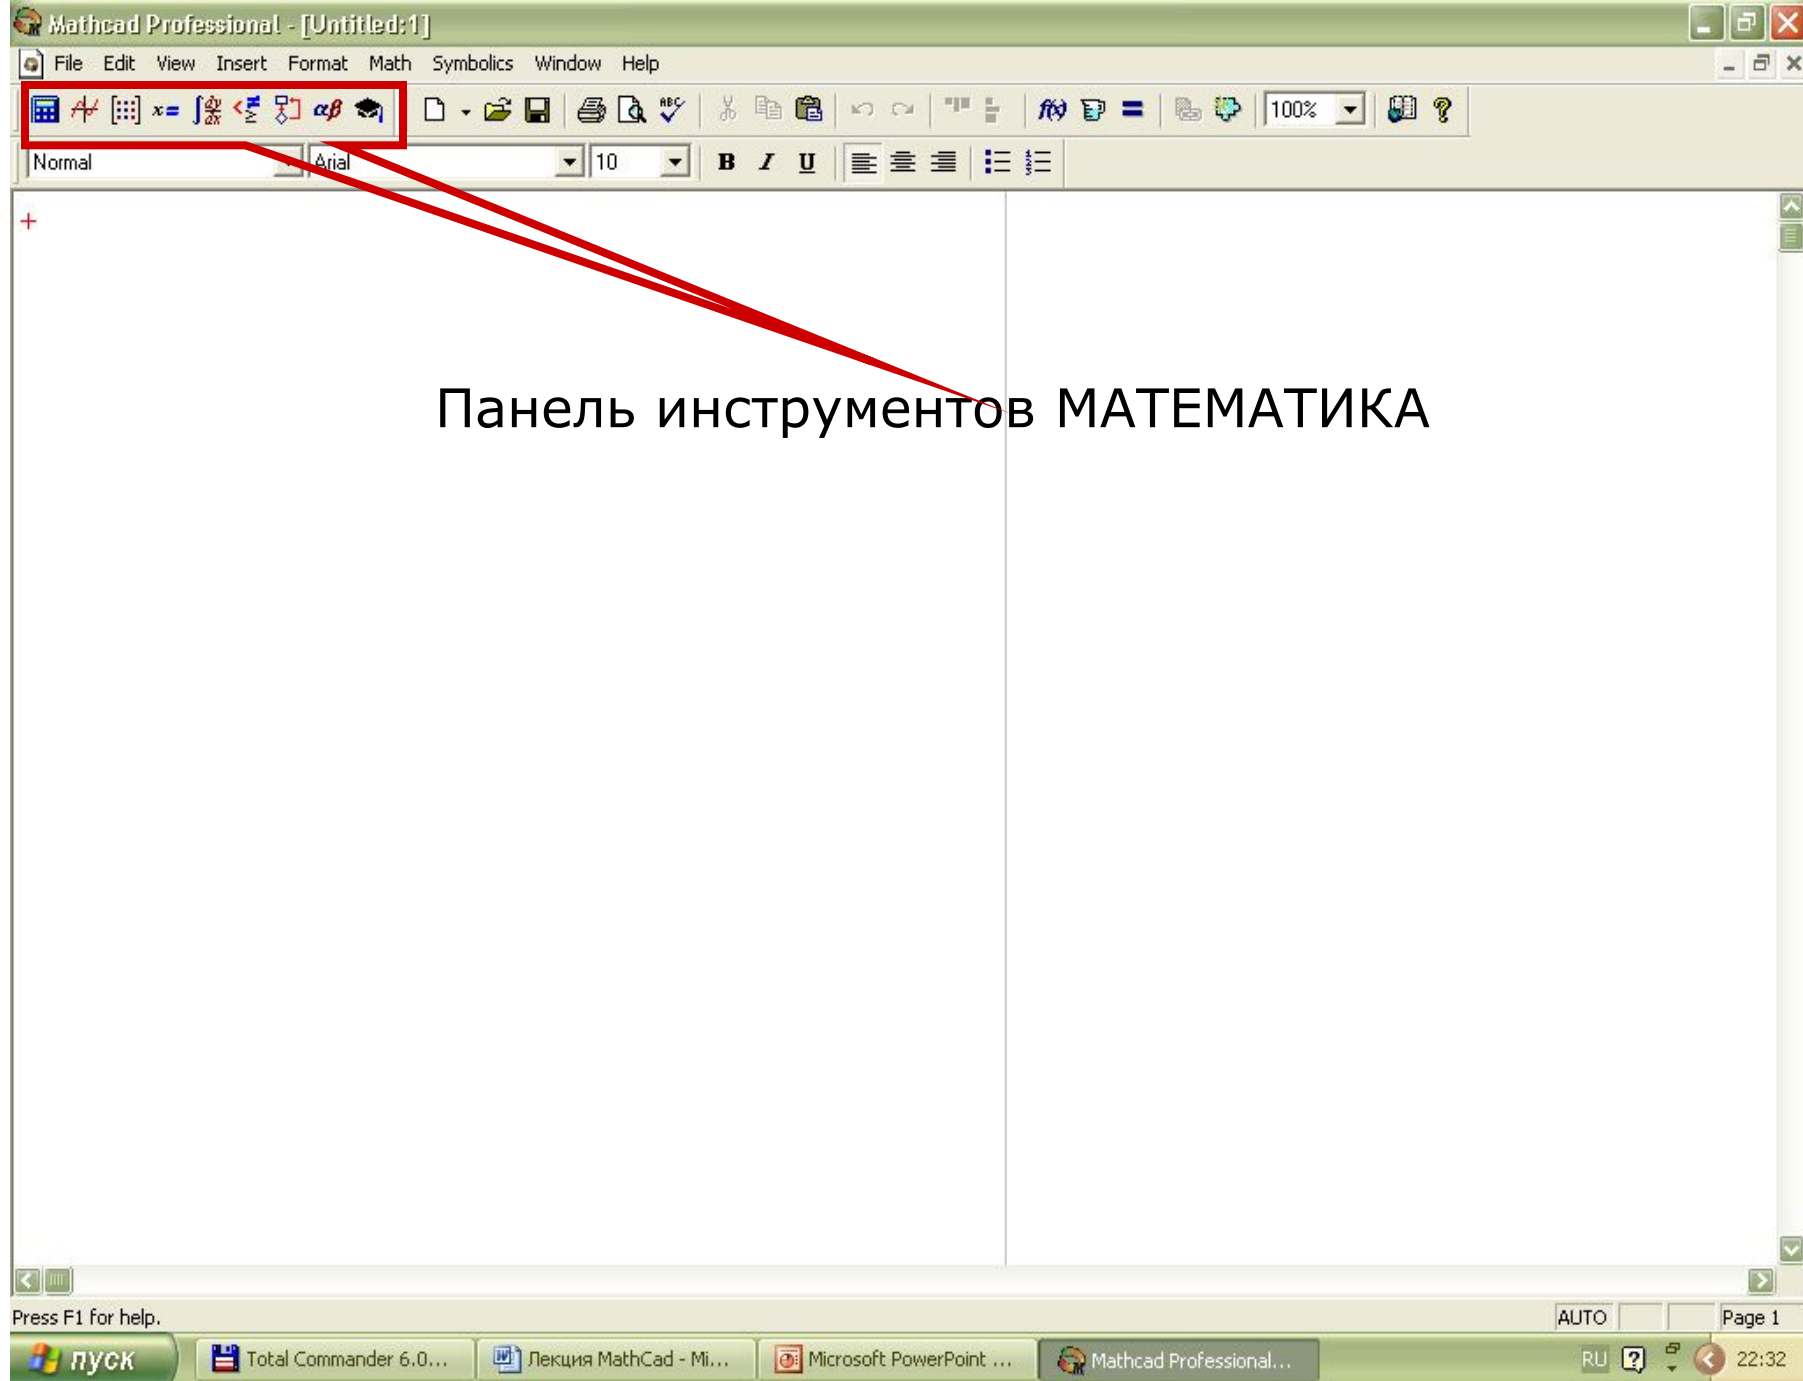 Mathcad Professional - [Untitled:1]
File Edit View Insert Format Math Symbolics Window Help
x= αβ ABC f(x) 100%
Normal Arial 10 B I U
Панель инструментов МАТЕМАТИКА
Press F1 for help. AUTO Page 1
пуск Total Commander 6.0... Лекция MathCad - Mi... Microsoft PowerPoint ... Mathcad Professional... RU 22:32